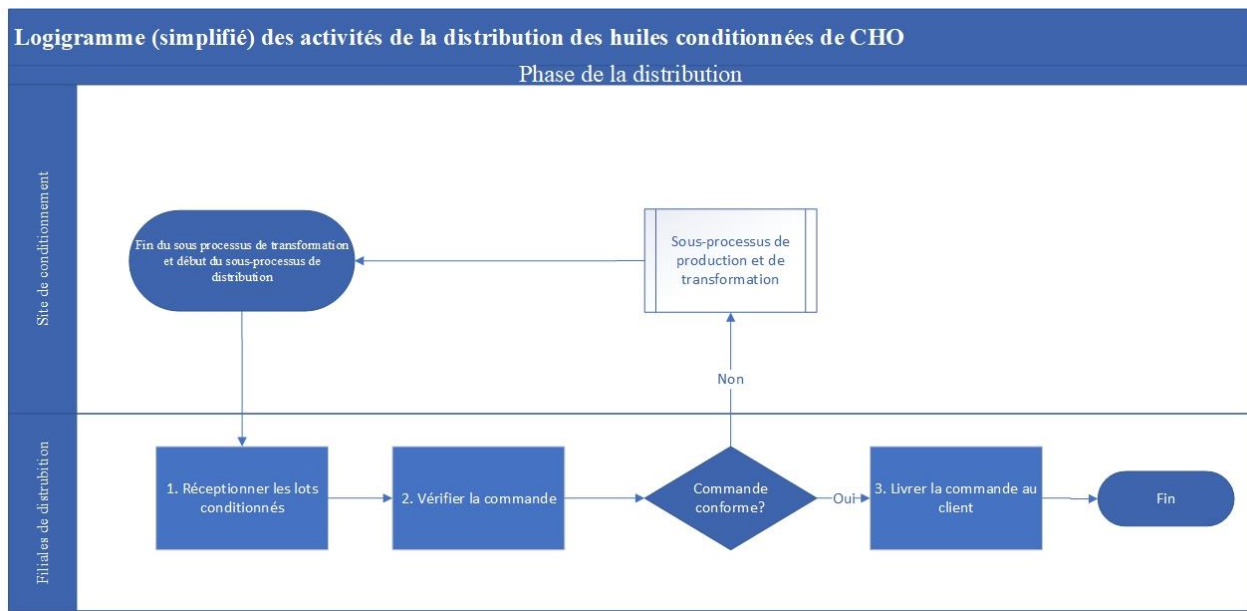 Logigramme (simplifié) des activités de la distribution des huiles conditionnées de CHO
Phase de la distribution
Site de conditionnement
Fin du sous processus de transformation
et début du sous-processus de
distribution
Sous-processus de
production et de
transformation
Non
Filiales de distrubition
1. Réceptionner les lots
conditionnés
2. Vérifier la commande
Commande
conforme?
Oui
3. Livrer la commande au
client
Fin